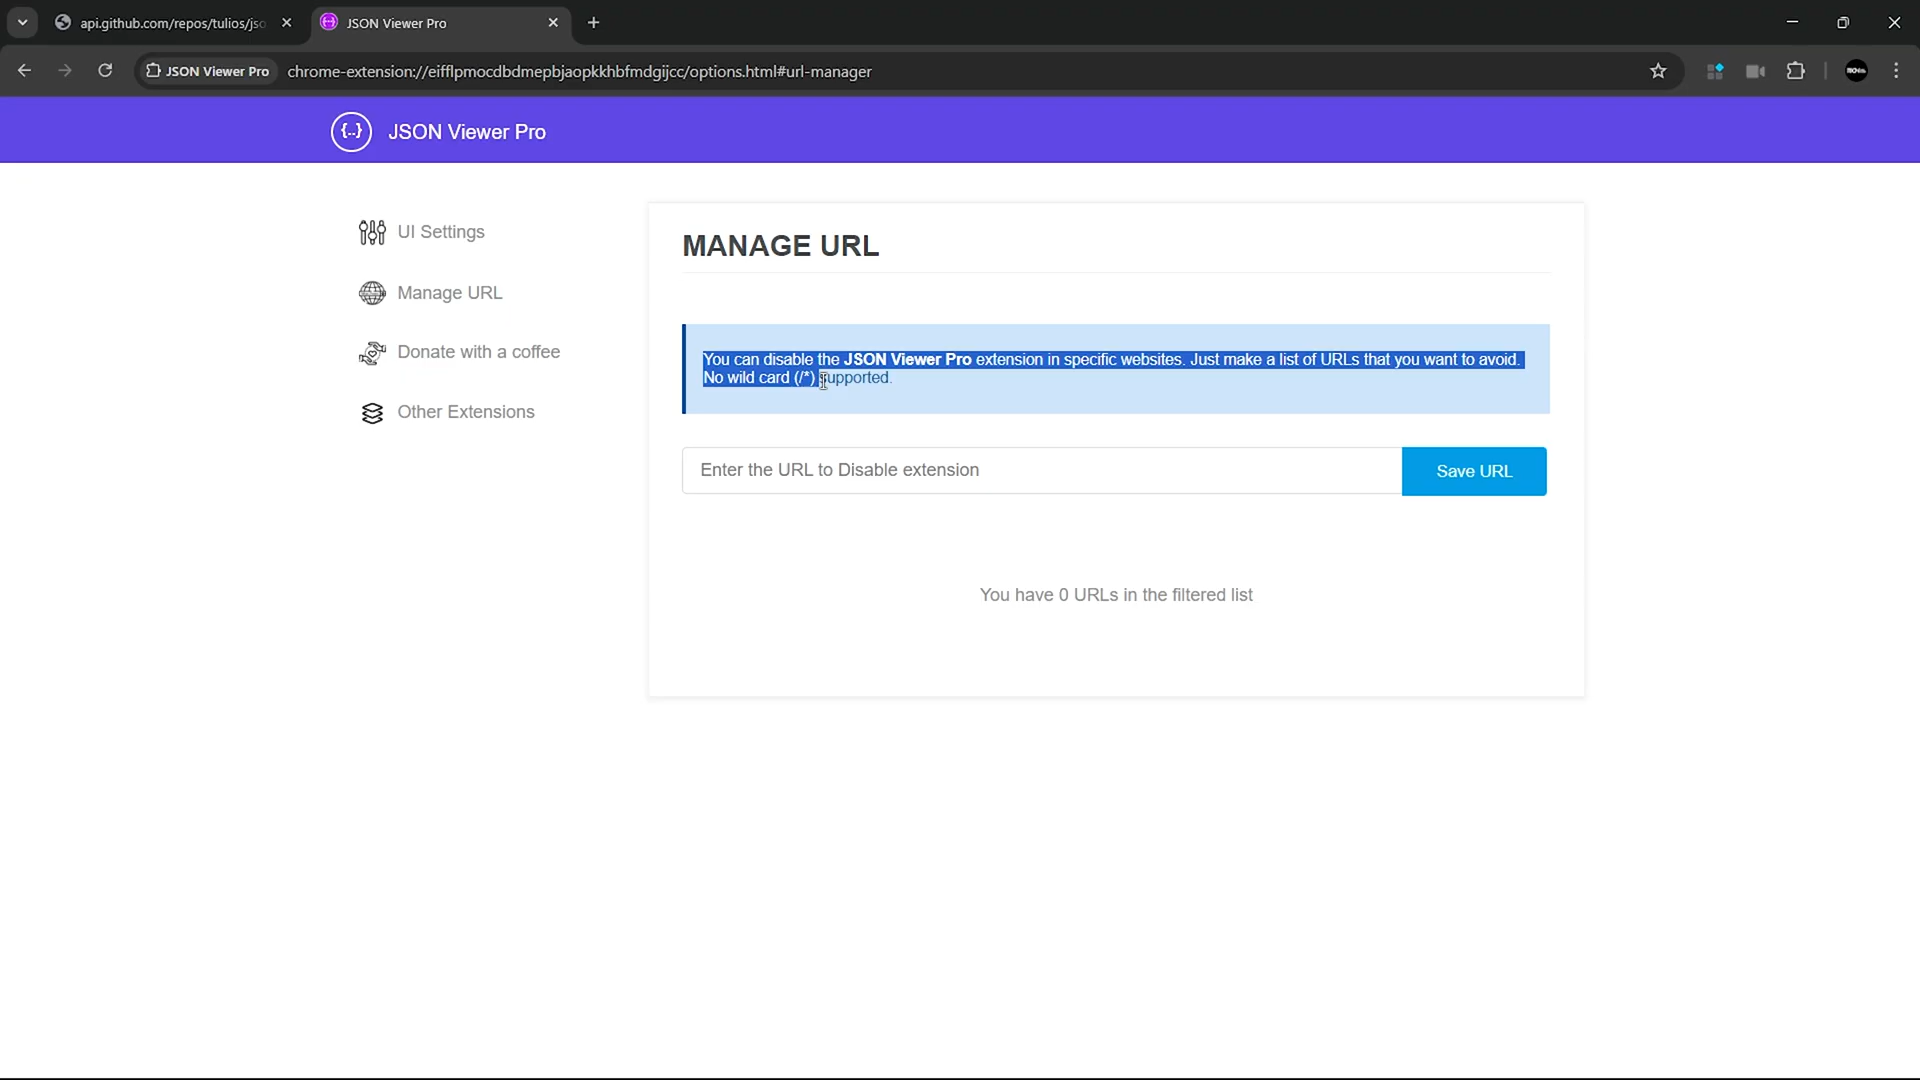 api.github.com/repos/tulios/jso
JSON Viewer Pro
JSON Viewer Pro
chrome-extension://eifflpmocdbdmepbjaopkkhbfmdgijcc/options.html#url-manager
{..}
JSON Viewer Pro
UI Settings
Manage URL
Donate with a coffee
Other Extensions
MANAGE URL
You can disable the JSON Viewer Pro extension in specific websites. Just make a list of URLs that you want to avoid.
No wild card (/*) supported.
Enter the URL to Disable extension
Save URL
You have 0 URLs in the filtered list